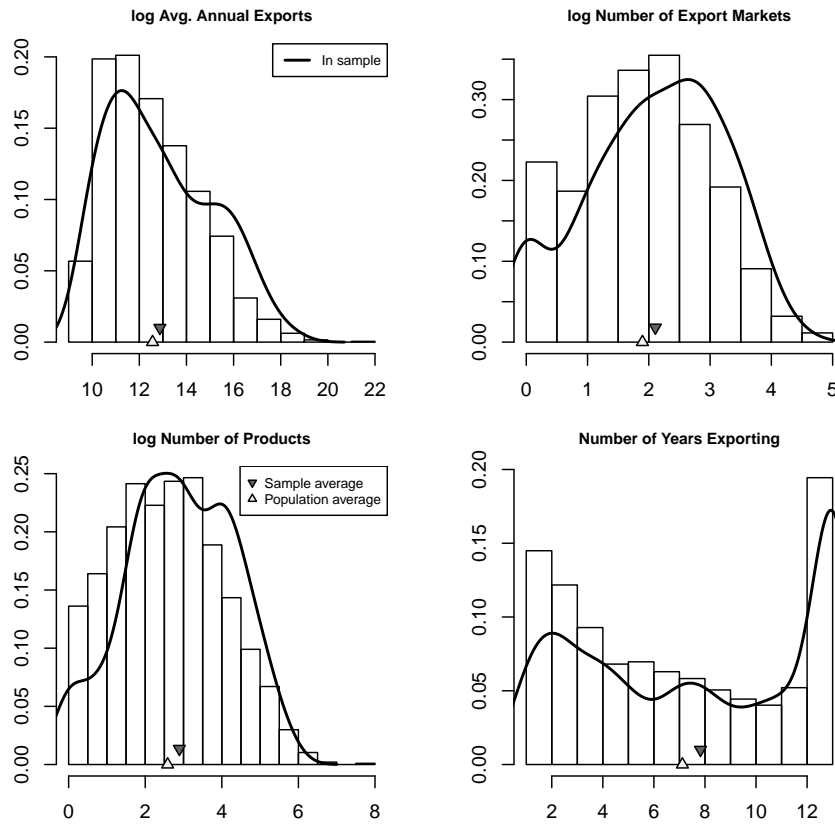 log Avg. Annual Exports
0.20
0.15
0.10
0.05
0.00
In sample
10 12 14 16 18 20 22
log Number of Export Markets
0.30
0.20
0.10
0.00
0 1 2 3 4 5
log Number of Products
0.25
0.20
0.15
0.10
0.05
0.00
Sample average
Population average
0 2 4 6 8
Number of Years Exporting
0.20
0.15
0.10
0.05
0.00
2 4 6 8 10 12